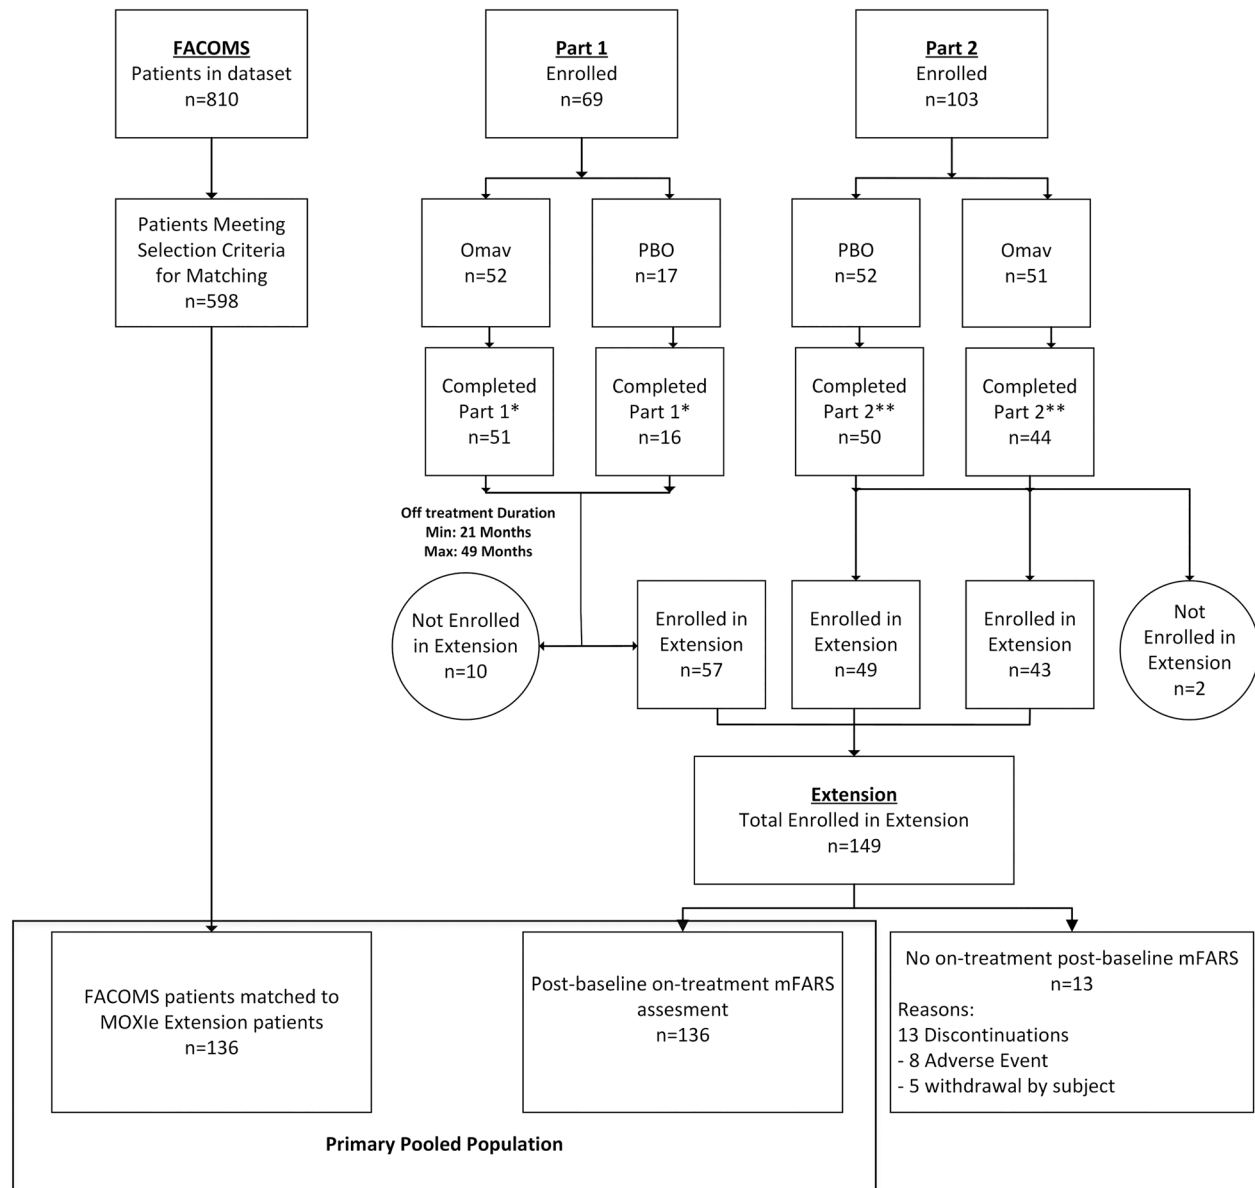 FACOMS
Patients in dataset
n=810
Part 1
Enrolled
n=69
Part 2
Enrolled
n=103
Patients Meeting
Selection Criteria
for Matching
n=598
Omav
n=52
PBO
n=17
PBO
n=52
Omav
n=51
Completed
Part 1*
n=51
Completed
Part 1*
n=16
Completed
Part 2**
n=50
Completed
Part 2**
n=44
Off treatment Duration
Min: 21 Months
Max: 49 Months
Not Enrolled
in Extension
n=10
Enrolled in
Extension
n=57
Enrolled in
Extension
n=49
Enrolled in
Extension
n=43
Not
Enrolled in
Extension
n=2
Extension
Total Enrolled in Extension
n=149
FACOMS patients matched to
MOXIe Extension patients
n=136
Post-baseline on-treatment mFARS
assesment
n=136
No on-treatment post-baseline mFARS
n=13
Reasons:
13 Discontinuations
- 8 Adverse Event
- 5 withdrawal by subject
Primary Pooled Population